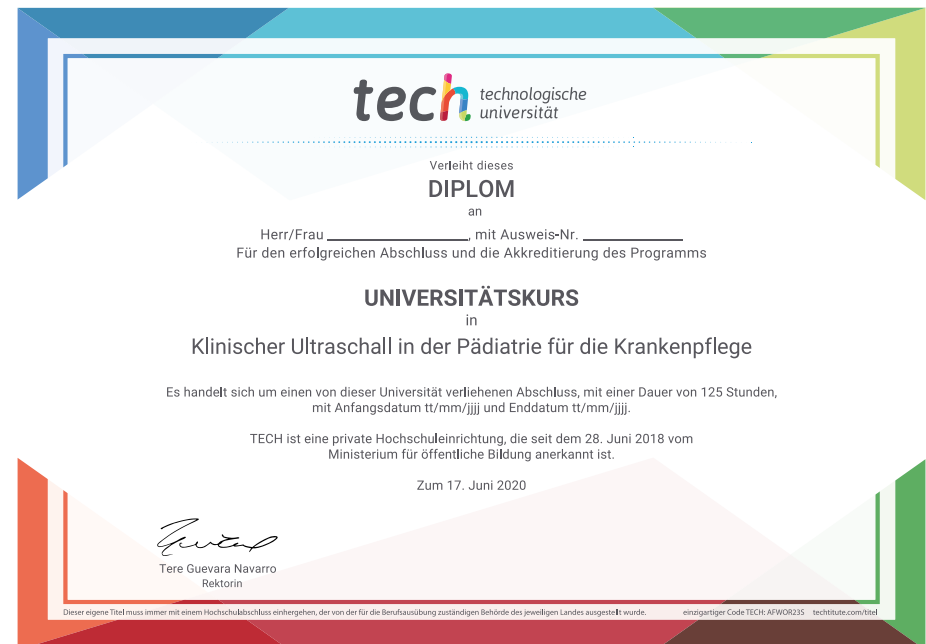 tech technologische
universität
Verleiht dieses
DIPLOM
an
Herr/Frau ____________________, mit Ausweis-Nr. ______________
Für den erfolgreichen Abschluss und die Akkreditierung des Programms
UNIVERSITÄTSKURS
in
Klinischer Ultraschall in der Pädiatrie für die Krankenpflege
Es handelt sich um einen von dieser Universität verliehenen Abschluss, mit einer Dauer von 125 Stunden,
mit Anfangsdatum tt/mm/jjjj und Enddatum tt/mm/jjjj.
TECH ist eine private Hochschuleinrichtung, die seit dem 28. Juni 2018 vom
Ministerium für öffentliche Bildung anerkannt ist.
Zum 17. Juni 2020
Tere Guevara Navarro
Rektorin
Dieser eigene Titel muss immer mit einem Hochschulabschluss einhergehen, der von der für die Berufsausübung zuständigen Behörde des jeweiligen Landes ausgestellt wurde. einzigartiger Code TECH: AFWOR23S techtitute.com/titel